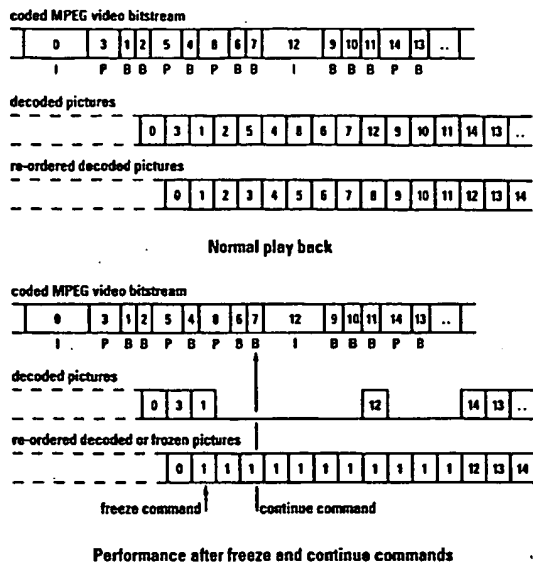 coded MPEG video bitstream
0 3 1 2 5 4 8 6 7 12 9 10 11 14 13 ..
I P B B P B P B B I B B B P B
decoded pictures
0 3 1 2 5 4 8 6 7 12 9 10 11 14 13 ..
re-ordered decoded pictures
0 1 2 3 4 5 6 7 8 9 10 11 12 13 14
Normal play back
coded MPEG video bitstream
0 3 1 2 5 4 8 6 7 12 9 10 11 14 13 ..
I P B B P B P B B I B B B P B
decoded pictures
0 3 1 12 14 13 ..
re-ordered decoded or frozen pictures
0 1 1 1 1 1 1 1 1 1 1 12 13 14
freeze command continue command
Performance after freeze and continue commands